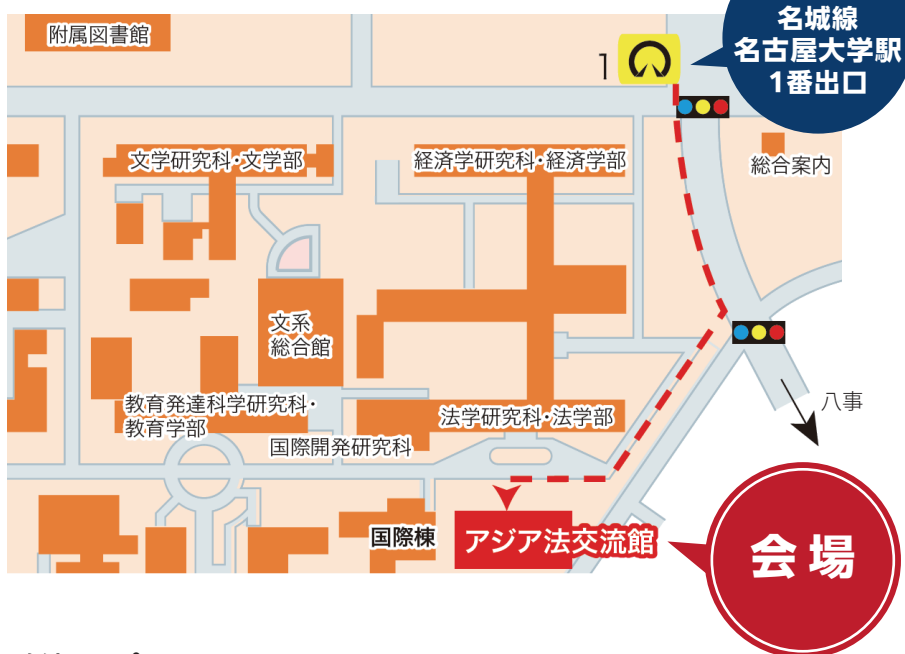 附属図書館
名城線
名古屋大学駅
1番出口
1
総合案内
文学研究科・文学部
経済学研究科・経済学部
文系
総合館
教育発達科学研究科・
教育学部
国際開発研究科
法学研究科・法学部
八事
国際棟
アジア法交流館
会場